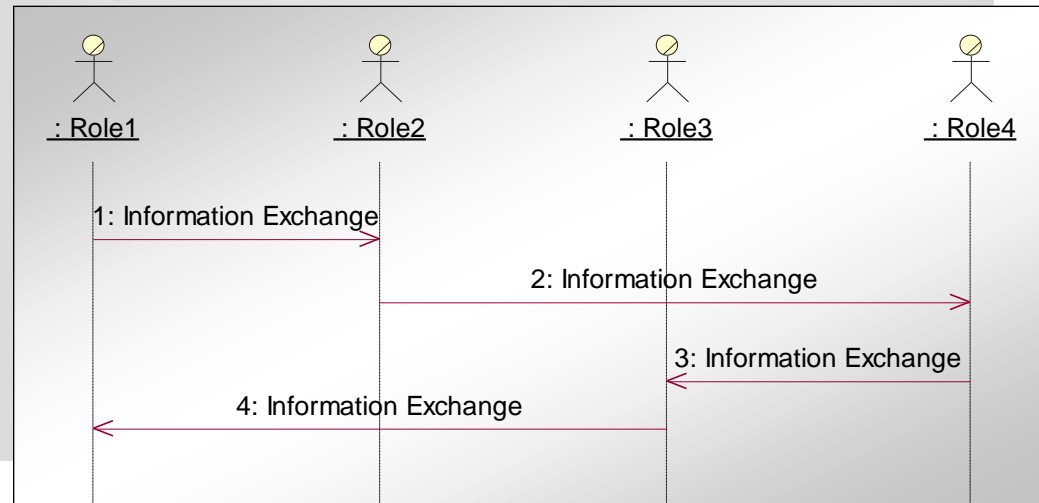 : Role1
: Role2
: Role3
: Role4
1: Information Exchange
2: Information Exchange
3: Information Exchange
4: Information Exchange